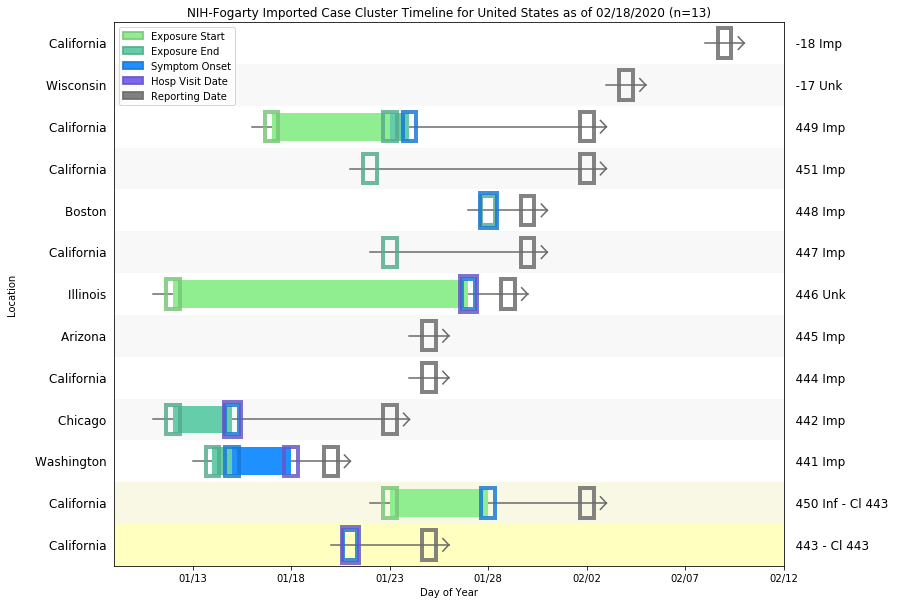 NIH-Fogarty Imported Case Cluster Timeline for United States as of 02/18/2020 (n=13)
Exposure Start
Exposure End
Symptom Onset
Hosp Visit Date
Reporting Date
California -18 Imp
Wisconsin -17 Unk
California 449 Imp
California 451 Imp
Boston 448 Imp
California 447 Imp
Illinois 446 Unk
Arizona 445 Imp
California 444 Imp
Chicago 442 Imp
Washington 441 Imp
California 450 Inf - Cl 443
California 443 - Cl 443
Location
01/13 01/18 01/23 01/28 02/02 02/07 02/12
Day of Year